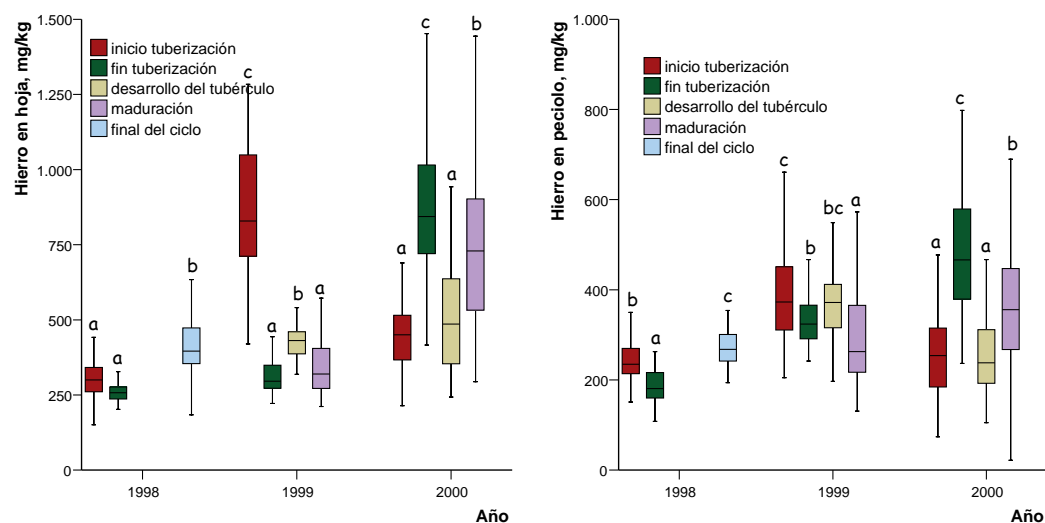 Hierro en hoja, mg/kg
1.500
1.250
1.000
750
500
250
0
inicio tuberización
fin tuberización
desarrollo del tubérculo
maduración
final del ciclo
a
a
b
c
a
b
a
a
c
a
b
1998
1999
2000
Año
Hierro en peciolo, mg/kg
1.000
800
600
400
200
0
inicio tuberización
fin tuberización
desarrollo del tubérculo
maduración
final del ciclo
b
a
c
c
b
bc
a
a
c
a
b
1998
1999
2000
Año